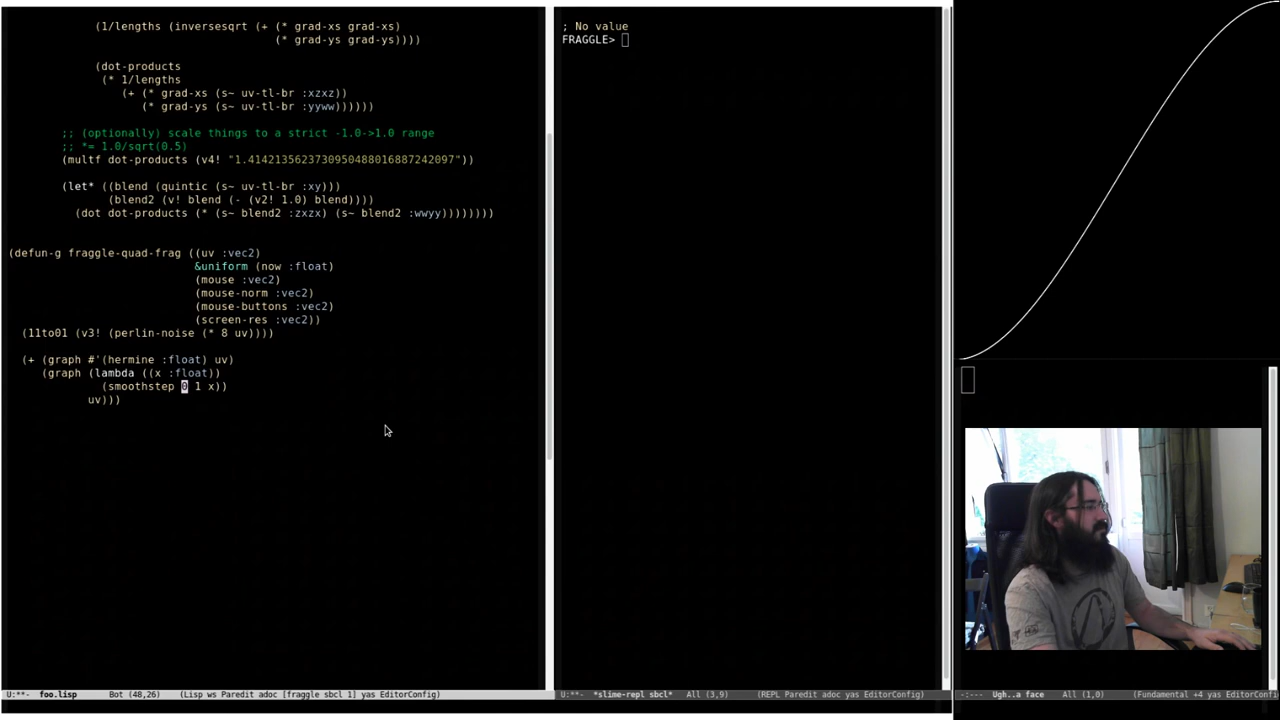 (1/lengths (inversesqrt (+ (* grad-xs grad-xs)
(* grad-ys grad-ys))))
(dot-products
(* 1/lengths
(+ (* grad-xs (s~ uv-tl-br :xzxz))
(* grad-ys (s~ uv-tl-br :yyww))))))
;; (optionally) scale things to a strict -1.0->1.0 range
;; *= 1.0/sqrt(0.5)
(multf dot-products (v4! "1.4142135623730950488016887242097"))
(let* ((blend (quintic (s~ uv-tl-br :xy)))
(blend2 (v! blend (- (v2! 1.0) blend))))
(dot dot-products (* (s~ blend2 :zxzx) (s~ blend2 :wwyy))))))))
(defun-g fraggle-quad-frag ((uv :vec2)
&uniform (now :float)
(mouse :vec2)
(mouse-norm :vec2)
(mouse-buttons :vec2)
(screen-res :vec2))
(11to01 (v3! (perlin-noise (* 8 uv))))
(+ (graph #'(hermine :float) uv)
(graph (lambda ((x :float))
(smoothstep 0 1 x))
uv)))
U:**- foo.lisp Bot (48,26) (Lisp ws Paredit adoc [fraggle sbcl 1] yas EditorConfig)
; No value
FRAGGLE>
U:**- *slime-repl sbcl* All (3,9) (REPL Paredit adoc yas EditorConfig)
-:--- Ugh..a face All (1,0) (Fundamental +4 yas EditorConfi